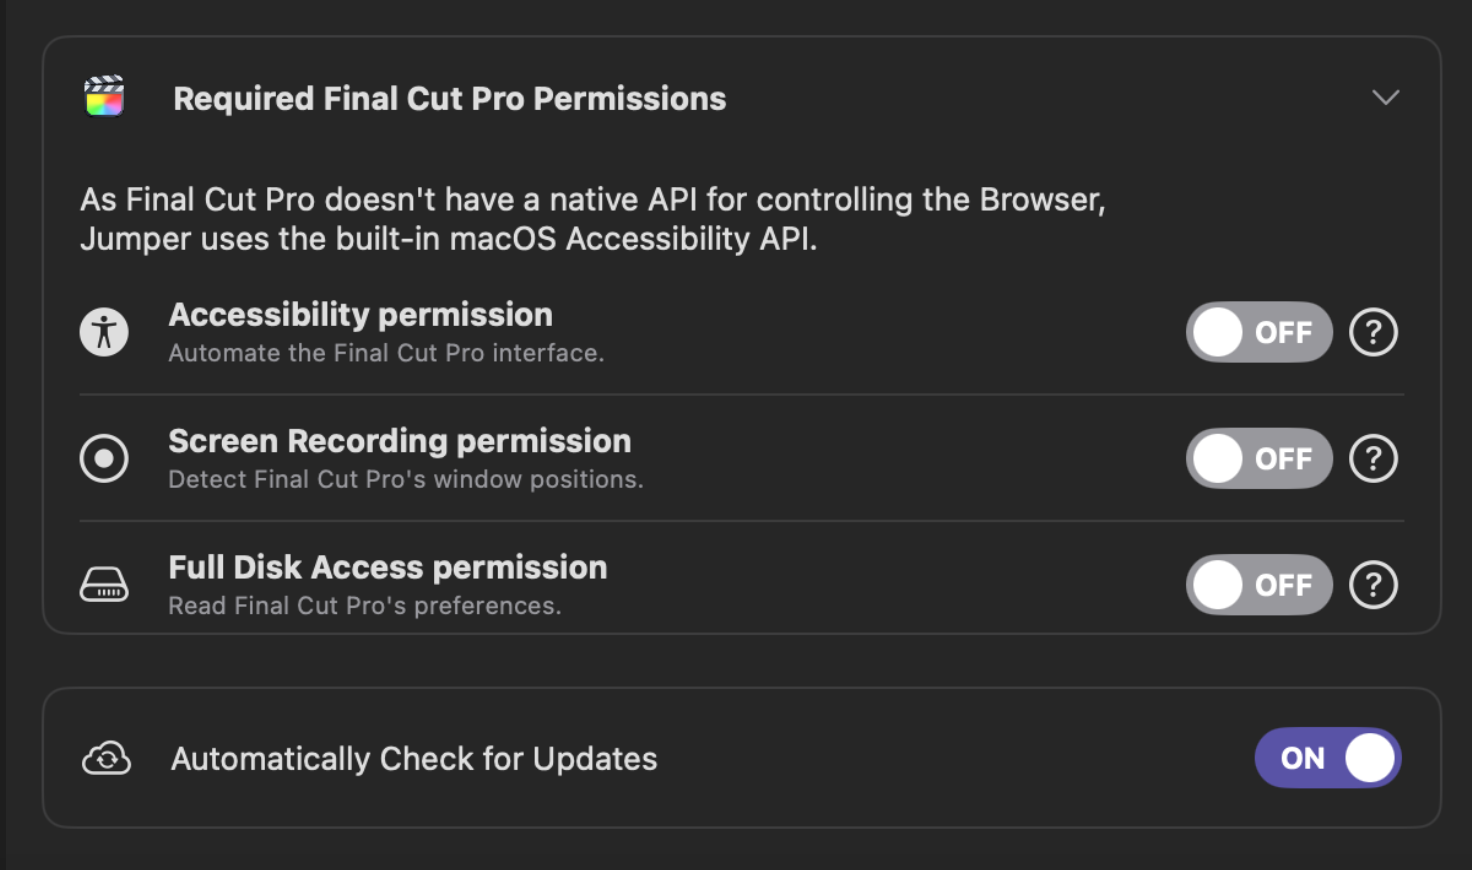 Required Final Cut Pro Permissions
As Final Cut Pro doesn't have a native API for controlling the Browser,
Jumper uses the built-in macOS Accessibility API.
Accessibility permission
Automate the Final Cut Pro interface.
OFF ?
Screen Recording permission
Detect Final Cut Pro's window positions.
OFF ?
Full Disk Access permission
Read Final Cut Pro's preferences.
OFF ?
Automatically Check for Updates
ON